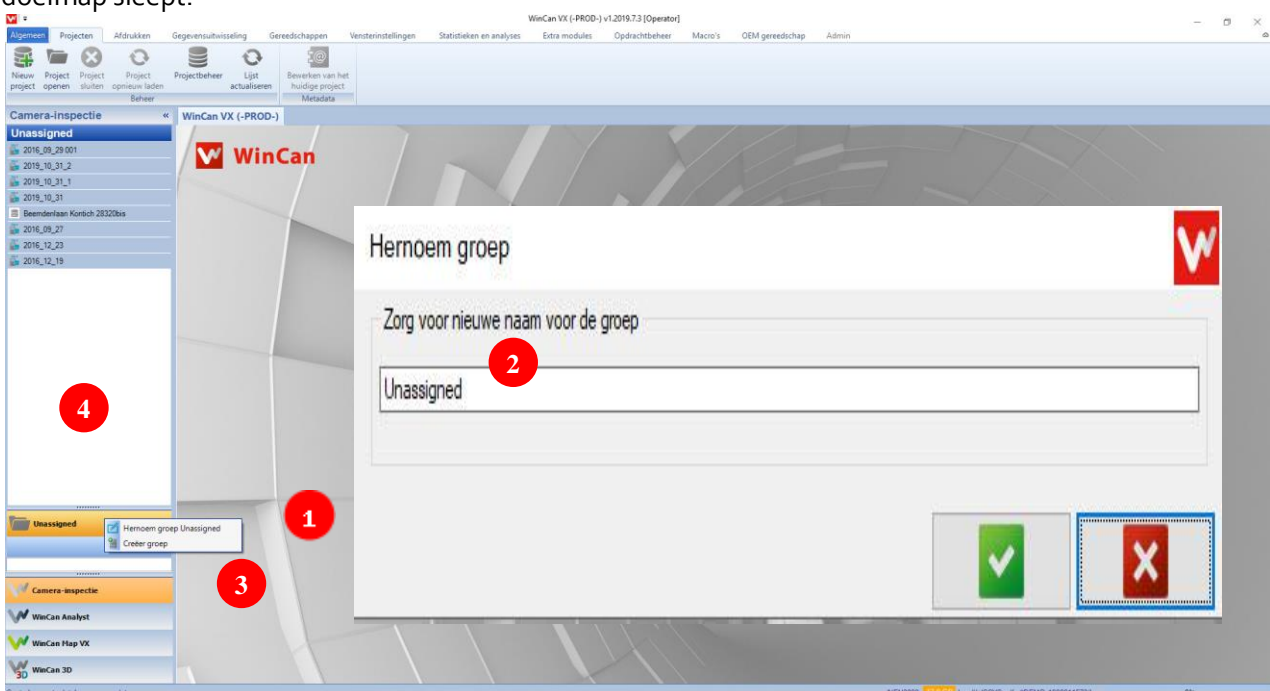 doelmap sleept.
WinCan VX (-PROD-) v1.2019.7.3 [Operator]
Algemeen Projecten Afdrukken Gegevensuitwisseling Gereedschappen Vensterinstellingen Statistieken en analyses Extra modules Opdrachtbeheer Macro's OEM gereedschap Admin
Nieuw project
Project openen
Project sluiten
Project opnieuw laden
Projectbeheer
Lijst actualiseren
Bewerken van het huidige project
Beheer
Metadata
Camera-inspectie «
WinCan VX (-PROD-)
Unassigned
2016_09_29 001
2019_10_31_2
2019_10_31_1
2019_10_31
Beemdenlaan Kontich 28320bis
2016_09_27
2016_12_23
2016_12_19
WinCan
Hernoem groep
Zorg voor nieuwe naam voor de groep
2
Unassigned
4
1
Unassigned
Hernoem groep Unassigned
Creëer groep
3
Camera-inspectie
WinCan Analyst
WinCan Map VX
WinCan 3D